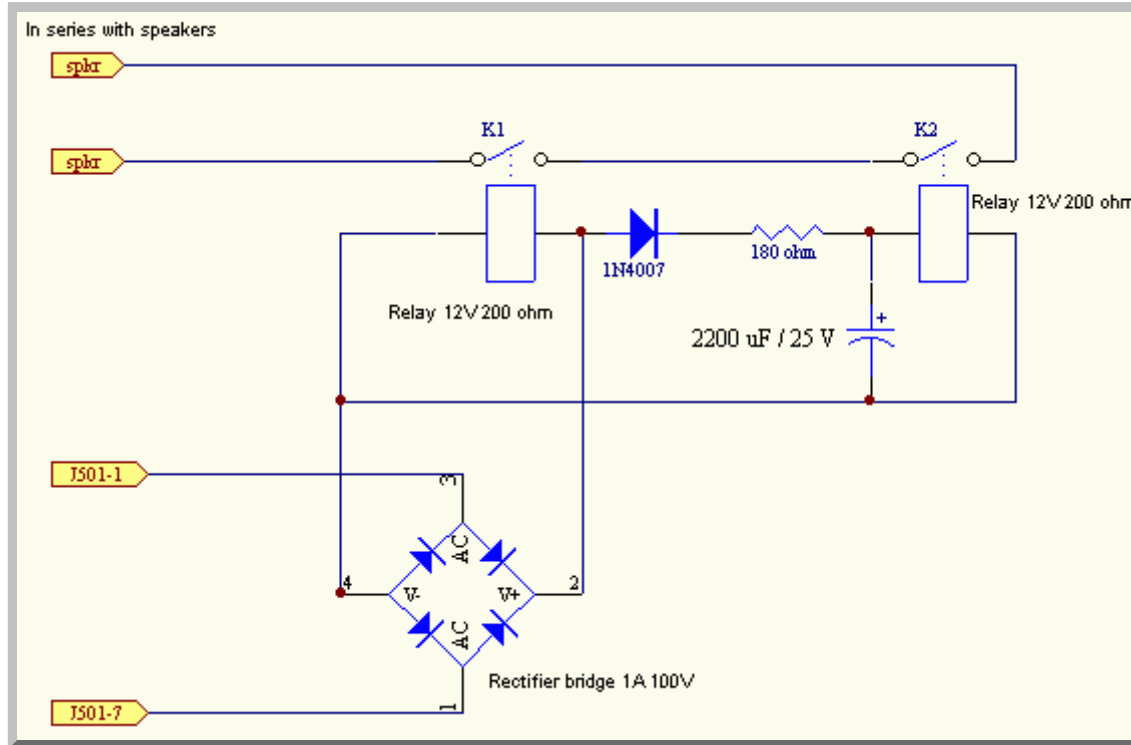 In series with speakers
spkr
K1
K2
spkr
Relay 12V 200 ohm
1N4007
180 ohm
Relay 12V 200 ohm
+
2200 uF / 25 V
J501-1
3
AC
4
V-
V+
2
AC
Rectifier bridge 1A 100V
1
J501-7